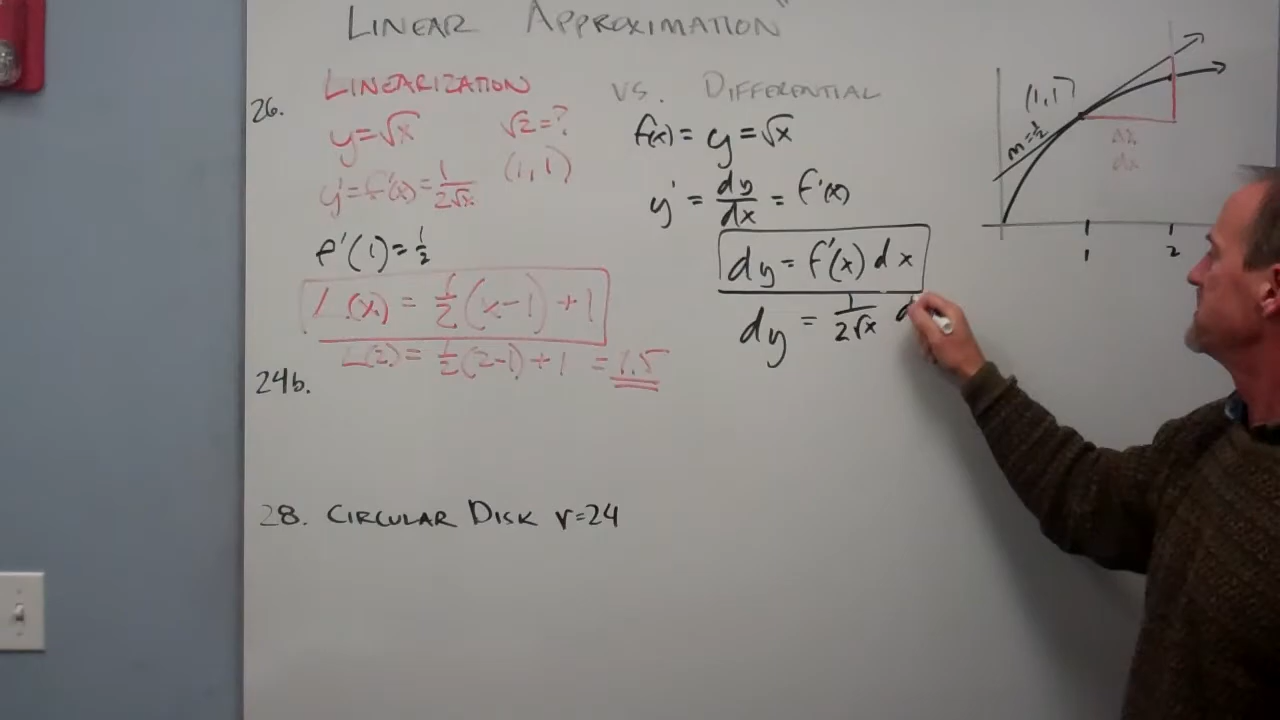 LINEAR APPROXIMATION"
LINEARIZATION VS. DIFFERENTIAL
26.
y=√x √2=?
(1,1)
y'=f'(x)=1/2√x
f'(1)=1/2
L(x) = 1/2(x-1)+1
L(2) = 1/2(2-1)+1 = 1.5
f(x) = y=√x
y' = dy/dx = f'(x)
dy = f'(x) dx
dy = 1/2√x d
(1,1)
m=1/2
Δx
dx
1 2
24b.
28. CIRCULAR DISK r=24